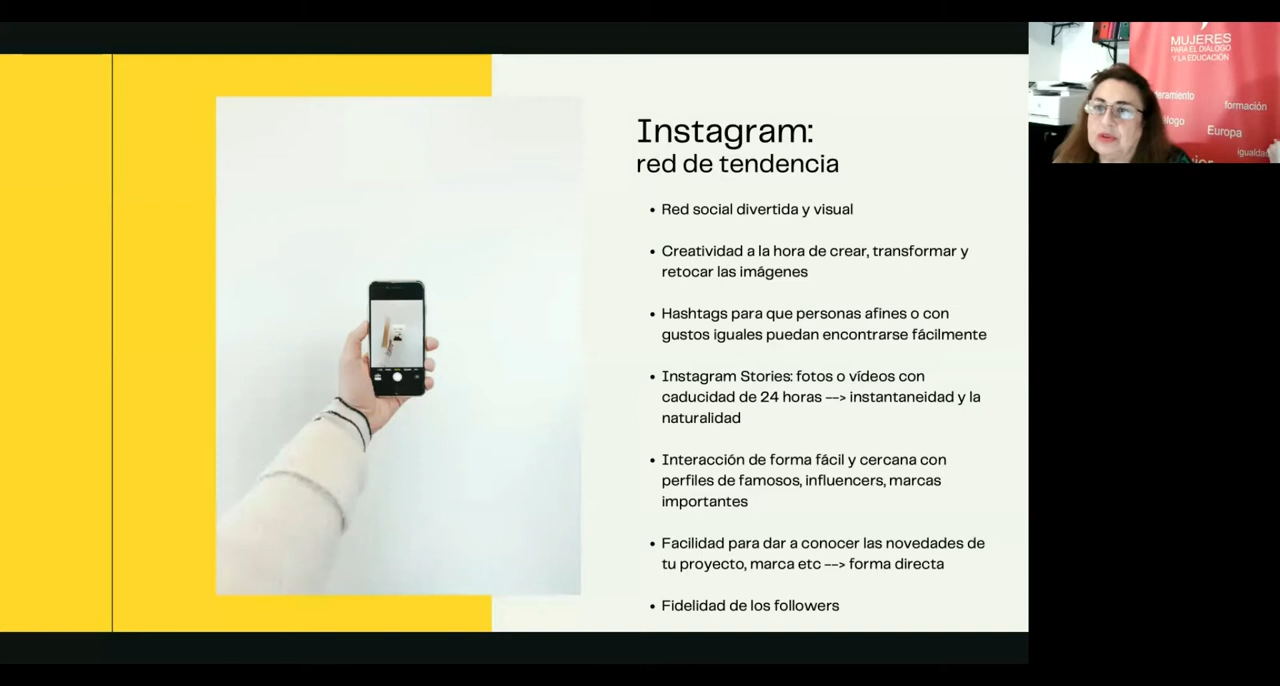 Instagram:
red de tendencia
• Red social divertida y visual
• Creatividad a la hora de crear, transformar y
retocar las imágenes
• Hashtags para que personas afines o con
gustos iguales puedan encontrarse fácilmente
• Instagram Stories: fotos o vídeos con
caducidad de 24 horas --> instantaneidad y la
naturalidad
• Interacción de forma fácil y cercana con
perfiles de famosos, influencers, marcas
importantes
• Facilidad para dar a conocer las novedades de
tu proyecto, marca etc --> forma directa
• Fidelidad de los followers
MUJERES
PARA EL DIÁLOGO
Y LA EDUCACIÓN
formación
Europa